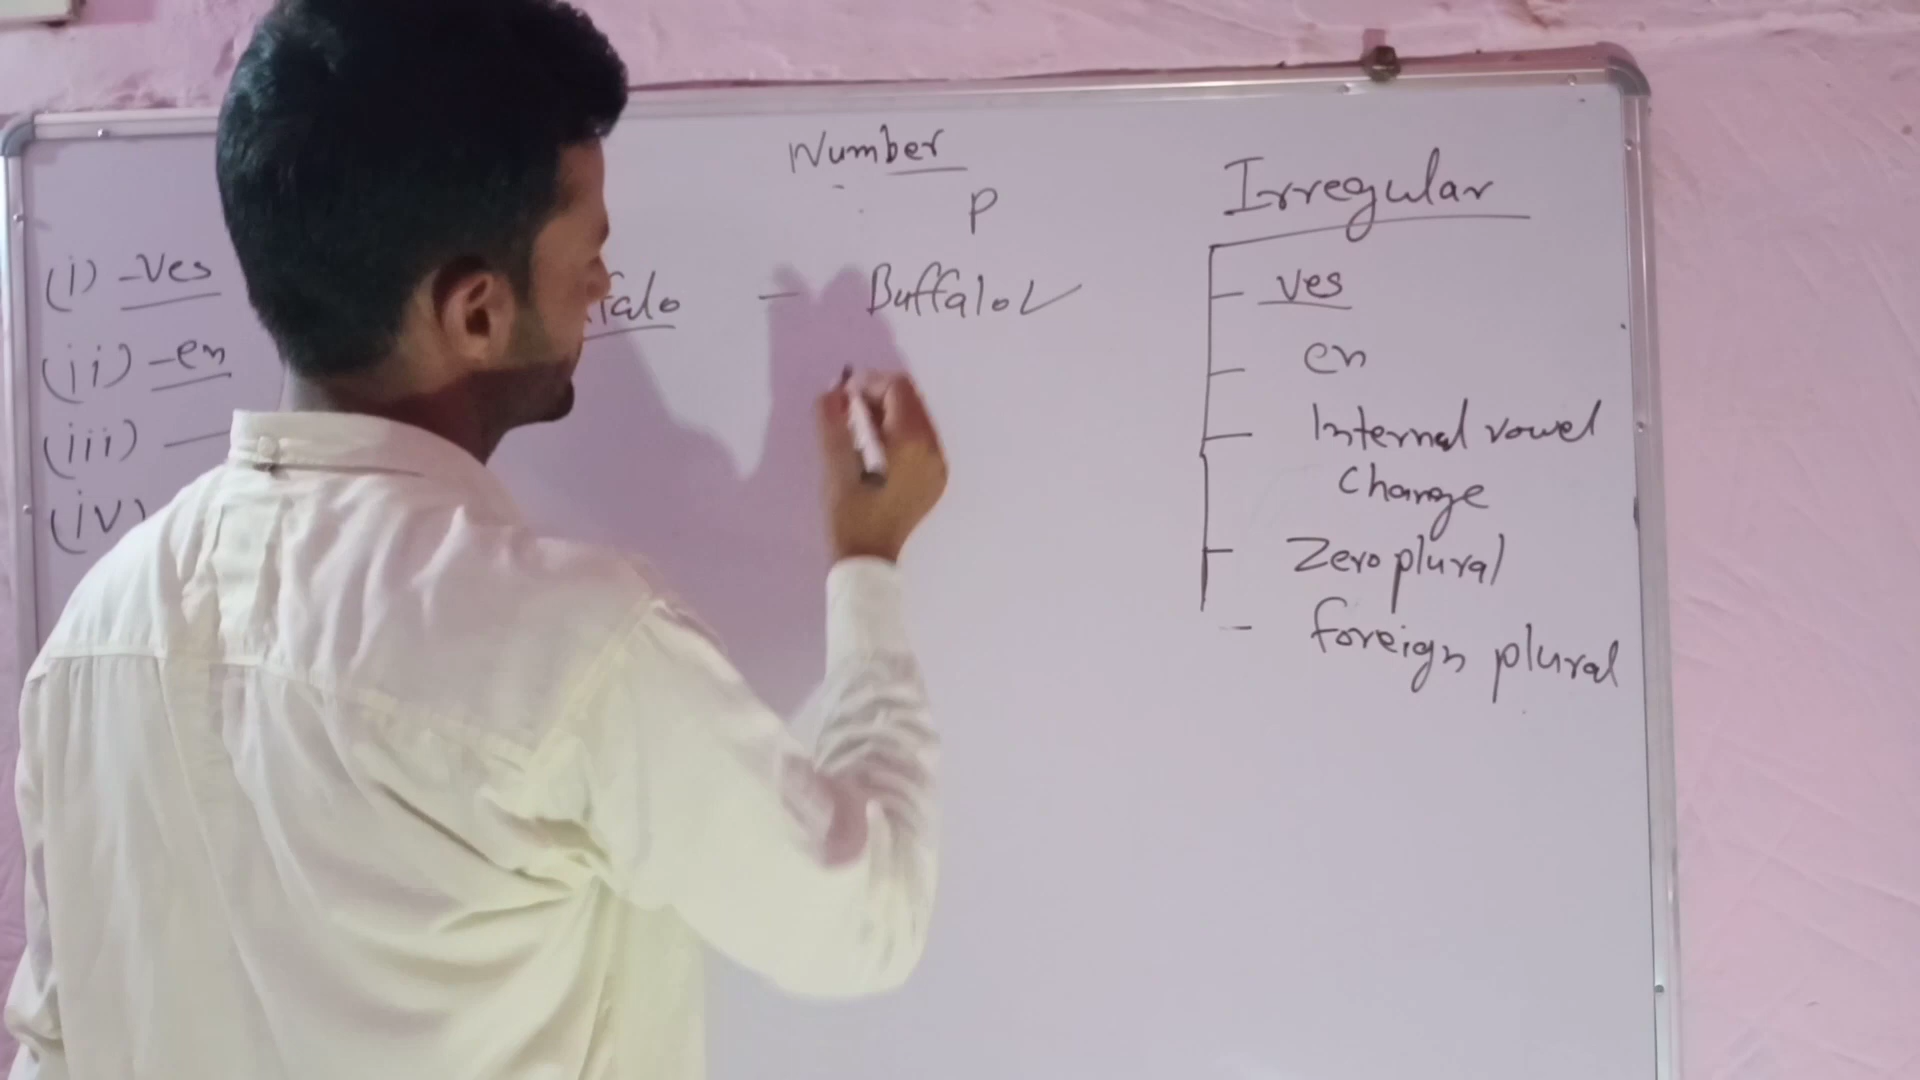 Number
P
(i) -ves
(ii) -en
(iii) —
(iv)
falo - Buffalo ✓
Irregular
ves
en
Internal vowel
change
Zero plural
foreign plural